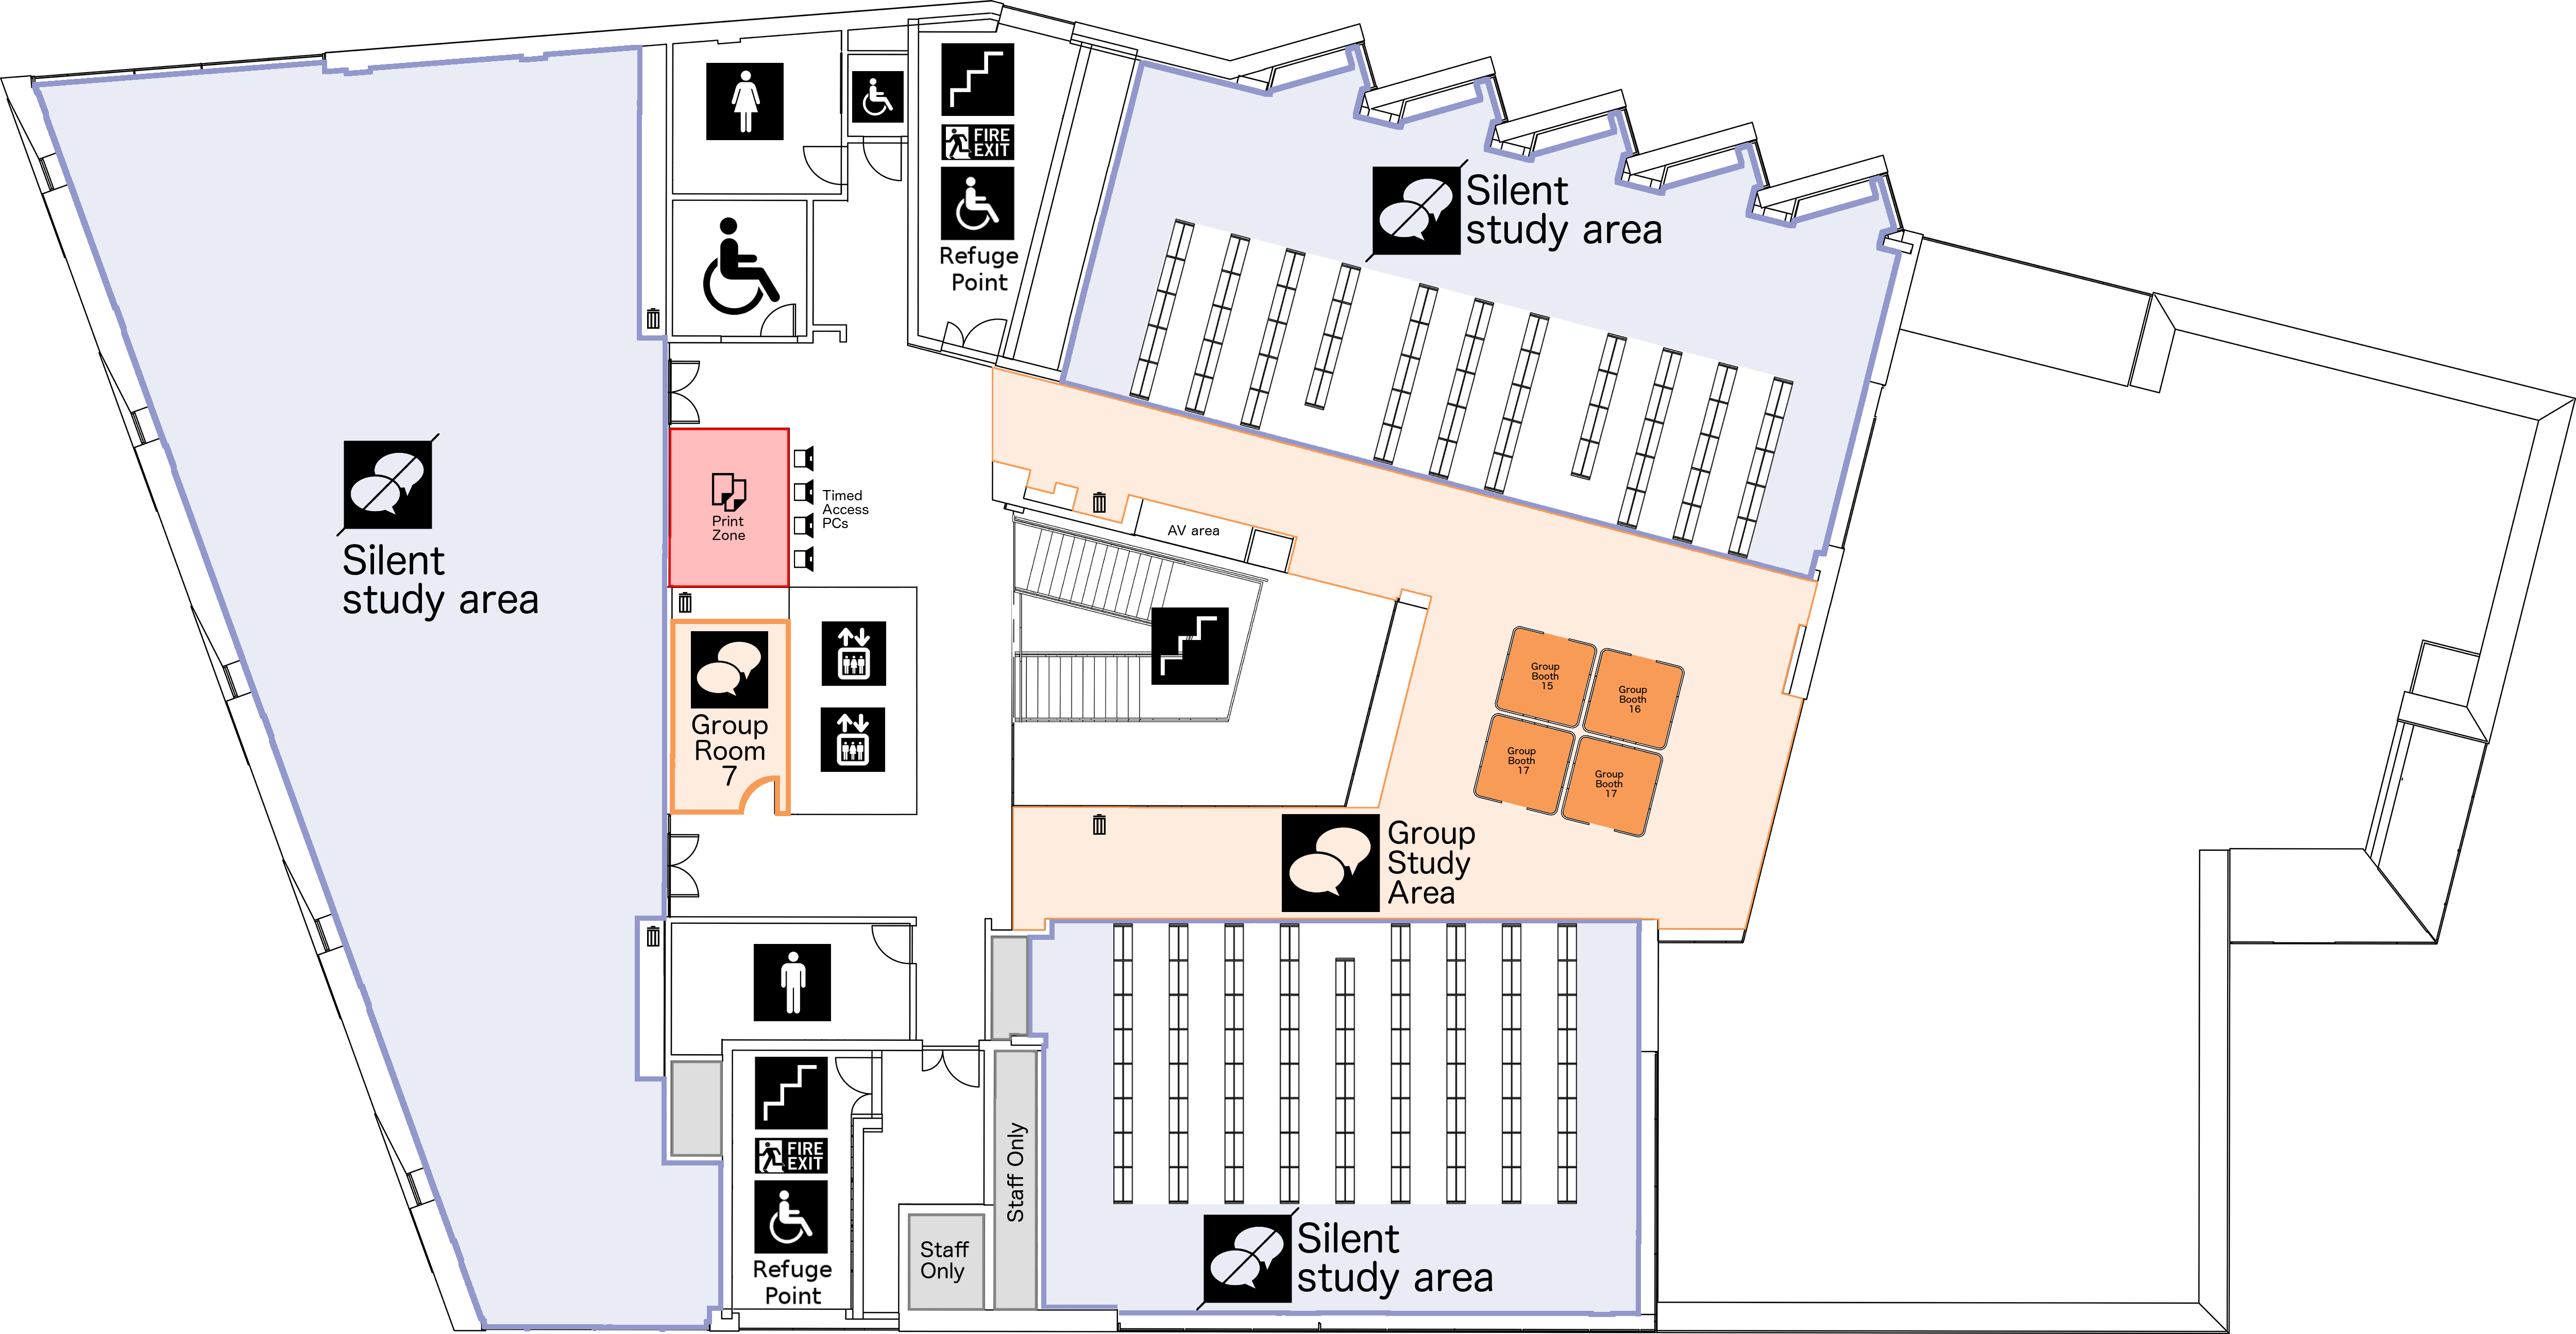 FIRE
EXIT
Refuge
Point
Silent
study area
Silent
study area
Print
Zone
Timed
Access
PCs
AV area
Group
Room
7
Group
Booth
15
Group
Booth
16
Group
Booth
17
Group
Booth
17
Group
Study
Area
FIRE
EXIT
Refuge
Point
Staff Only
Staff
Only
Silent
study area